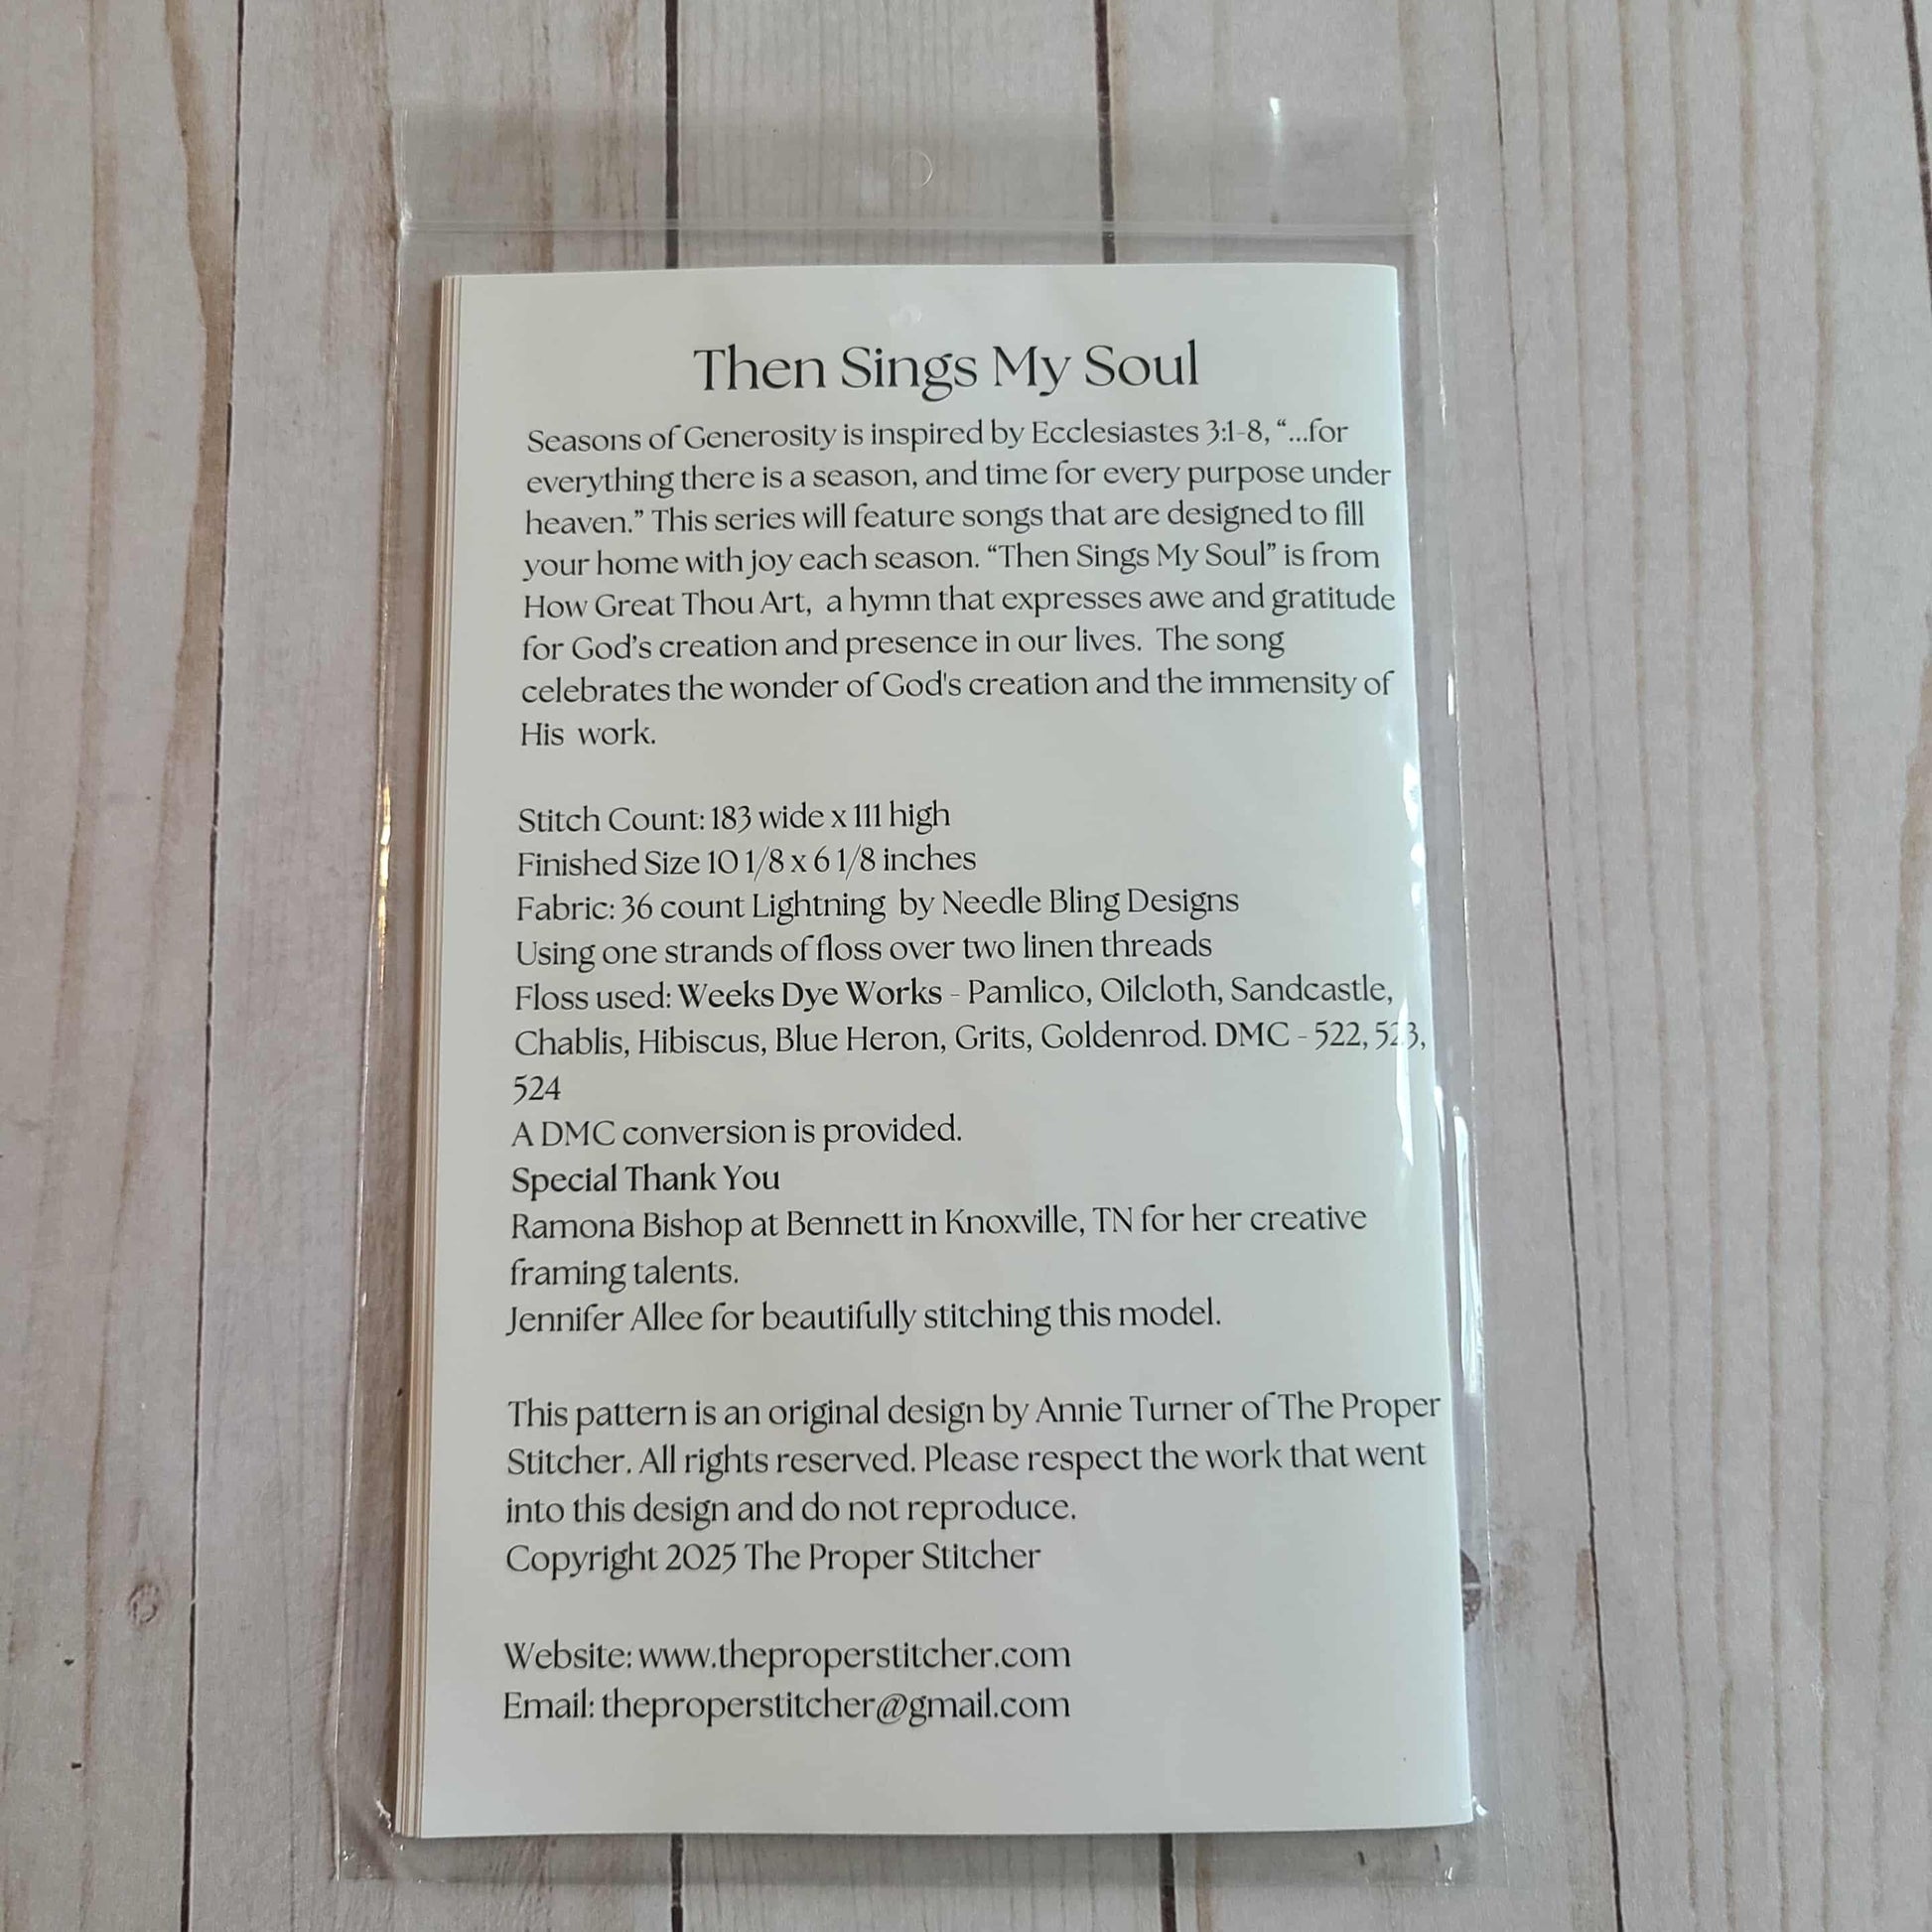 Then Sings My Soul
Seasons of Generosity is inspired by Ecclesiastes 3:1-8, “...for
everything there is a season, and time for every purpose under
heaven.” This series will feature songs that are designed to fill
your home with joy each season. “Then Sings My Soul” is from
How Great Thou Art,  a hymn that expresses awe and gratitude
for God’s creation and presence in our lives.  The song
celebrates the wonder of God's creation and the immensity of
His  work.
Stitch Count: 183 wide x 111 high
Finished Size 10 1/8 x 6 1/8 inches
Fabric: 36 count Lightning  by Needle Bling Designs
Using one strands of floss over two linen threads
Floss used: Weeks Dye Works - Pamlico, Oilcloth, Sandcastle,
Chablis, Hibiscus, Blue Heron, Grits, Goldenrod. DMC - 522, 523,
524
A DMC conversion is provided.
Special Thank You
Ramona Bishop at Bennett in Knoxville, TN for her creative
framing talents.
Jennifer Allee for beautifully stitching this model.
This pattern is an original design by Annie Turner of The Proper
Stitcher. All rights reserved. Please respect the work that went
into this design and do not reproduce.
Copyright 2025 The Proper Stitcher
Website: www.theproperstitcher.com
Email: theproperstitcher@gmail.com